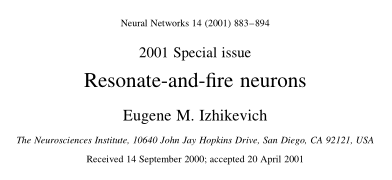 Neural Networks 14 (2001) 883–894
2001 Special issue
Resonate-and-fire neurons
Eugene M. Izhikevich
The Neurosciences Institute, 10640 John Jay Hopkins Drive, San Diego, CA 92121, USA
Received 14 September 2000; accepted 20 April 2001